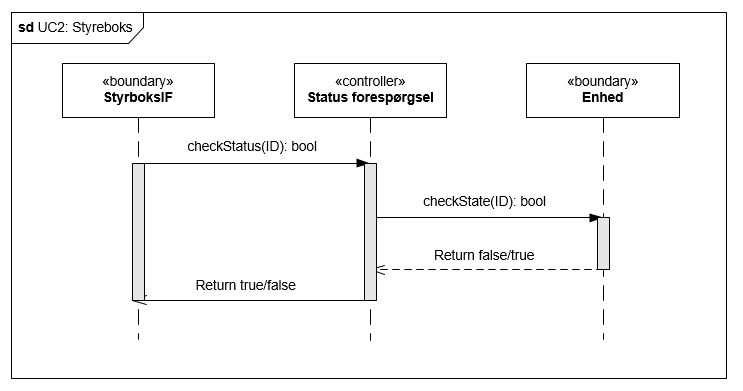 sd UC2: Styreboks
«boundary»
StyrboksIF
«controller»
Status forespørgsel
«boundary»
Enhed
checkStatus(ID): bool
checkState(ID): bool
Return false/true
Return true/false